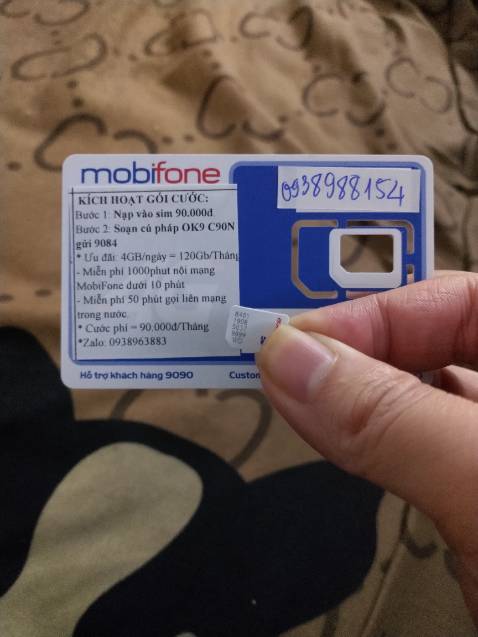 mobifone
0938988154
KÍCH HOẠT GÓI CƯỚC:
Bước 1: Nạp vào sim 90.000đ
Bước 2: Soạn cú pháp OK9 C90N
gửi 9084
* Ưu đãi: 4GB/ngày = 120Gb/Tháng
- Miễn phí 1000phut nội mạng
MobiFone dưới 10 phút
- Miễn phí 50 phút gọi liên mạng
trong nước.
* Cước phí = 90.000đ/Tháng
*Zalo: 0938963883
8401
Hỗ trợ khách hàng 9090
Custom